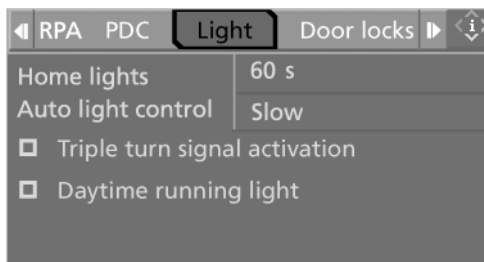 RPA PDC Light Door locks i
Home lights 60 s
Auto light control Slow
Triple turn signal activation
Daytime running light